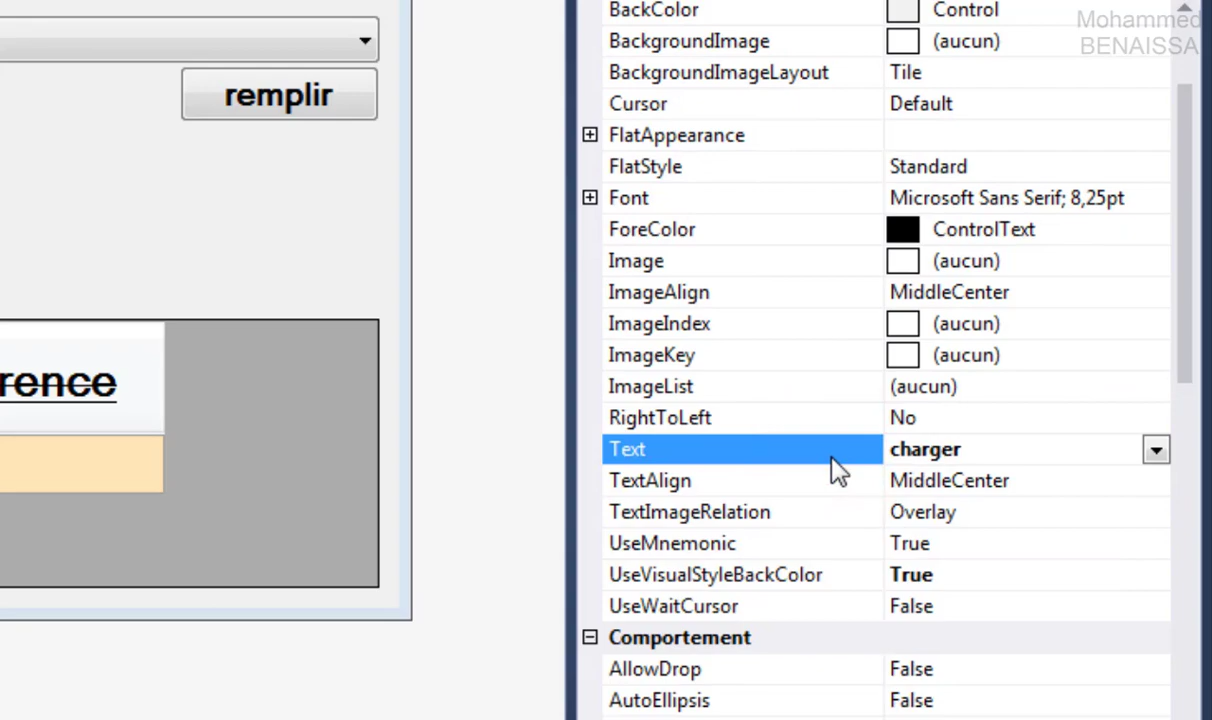 Mohammed
BENAISSA
remplir
rence
BackColor Control
BackgroundImage (aucun)
BackgroundImageLayout Tile
Cursor Default
FlatAppearance
FlatStyle Standard
Font Microsoft Sans Serif; 8,25pt
ForeColor ControlText
Image (aucun)
ImageAlign MiddleCenter
ImageIndex (aucun)
ImageKey (aucun)
ImageList (aucun)
RightToLeft No
Text charger
TextAlign MiddleCenter
TextImageRelation Overlay
UseMnemonic True
UseVisualStyleBackColor True
UseWaitCursor False
Comportement
AllowDrop False
AutoEllipsis False